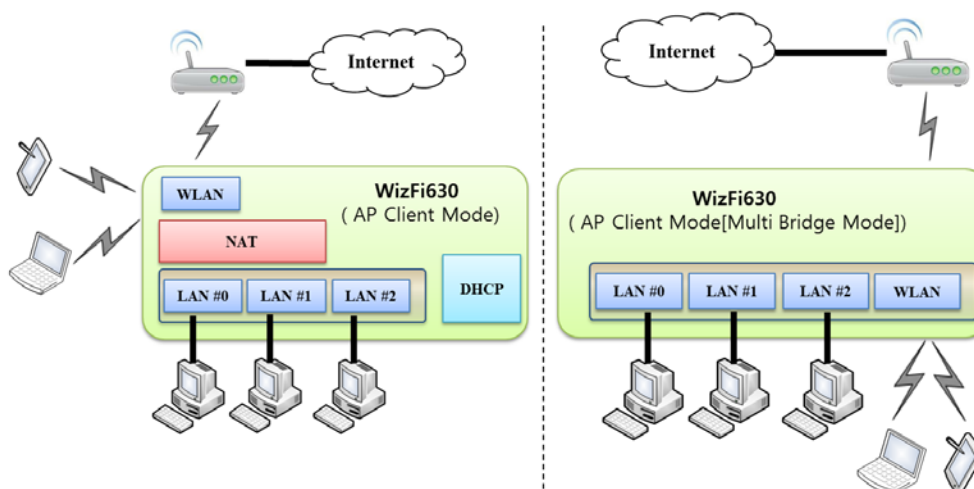 Internet
WizFi630
( AP Client Mode)
WLAN
NAT
LAN #0
LAN #1
LAN #2
DHCP
Internet
WizFi630
( AP Client Mode[Multi Bridge Mode])
LAN #0
LAN #1
LAN #2
WLAN